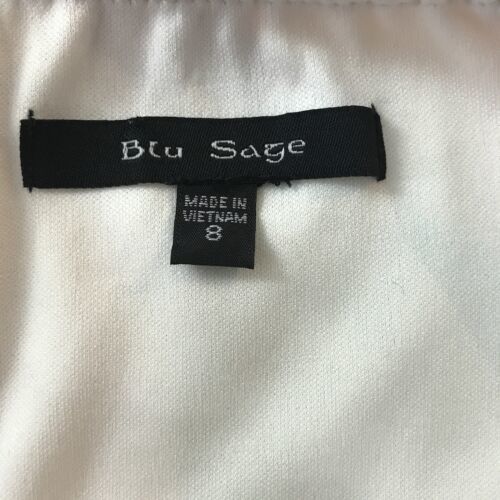 Blu Sage
MADE IN
VIETNAM
8